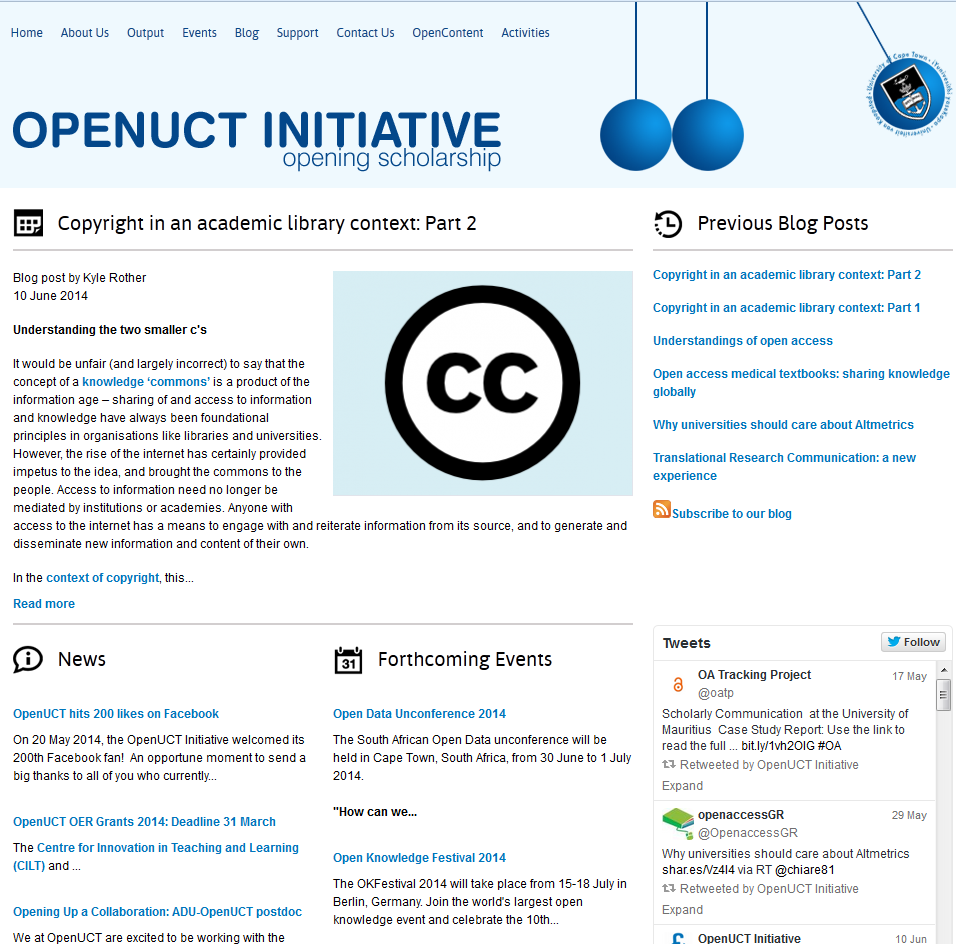 Home About Us Output Events Blog Support Contact Us OpenContent Activities
OPENUCT INITIATIVE
opening scholarship
Copyright in an academic library context: Part 2
Blog post by Kyle Rother
10 June 2014
Understanding the two smaller c's
It would be unfair (and largely incorrect) to say that the
concept of a knowledge ‘commons’ is a product of the
information age – sharing of and access to information
and knowledge have always been foundational
principles in organisations like libraries and universities.
However, the rise of the internet has certainly provided
impetus to the idea, and brought the commons to the
people. Access to information need no longer be
mediated by institutions or academies. Anyone with
access to the internet has a means to engage with and reiterate information from its source, and to generate and
disseminate new information and content of their own.
In the context of copyright, this...
Read more
cc
Previous Blog Posts
Copyright in an academic library context: Part 2
Copyright in an academic library context: Part 1
Understandings of open access
Open access medical textbooks: sharing knowledge
globally
Why universities should care about Altmetrics
Translational Research Communication: a new
experience
Subscribe to our blog
News
OpenUCT hits 200 likes on Facebook
On 20 May 2014, the OpenUCT Initiative welcomed its
200th Facebook fan! An opportune moment to send a
big thanks to all of you who currently...
OpenUCT OER Grants 2014: Deadline 31 March
The Centre for Innovation in Teaching and Learning
(CILT) and ...
Opening Up a Collaboration: ADU-OpenUCT postdoc
We at OpenUCT are excited to be working with the
31
Forthcoming Events
Open Data Unconference 2014
The South African Open Data unconference will be
held in Cape Town, South Africa, from 30 June to 1 July
2014.
"How can we...
Open Knowledge Festival 2014
The OKFestival 2014 will take place from 15-18 July in
Berlin, Germany. Join the world's largest open
knowledge event and celebrate the 10th...
Tweets Follow
OA Tracking Project 17 May
@oatp
Scholarly Communication at the University of
Mauritius Case Study Report: Use the link to
read the full ... bit.ly/1vh2OIG #OA
Retweeted by OpenUCT Initiative
Expand
openaccessGR 29 May
@OpenaccessGR
Why universities should care about Altmetrics
shar.es/Vz4I4 via RT @chiare81
Retweeted by OpenUCT Initiative
Expand
OpenUCT Initiative 10 Jun